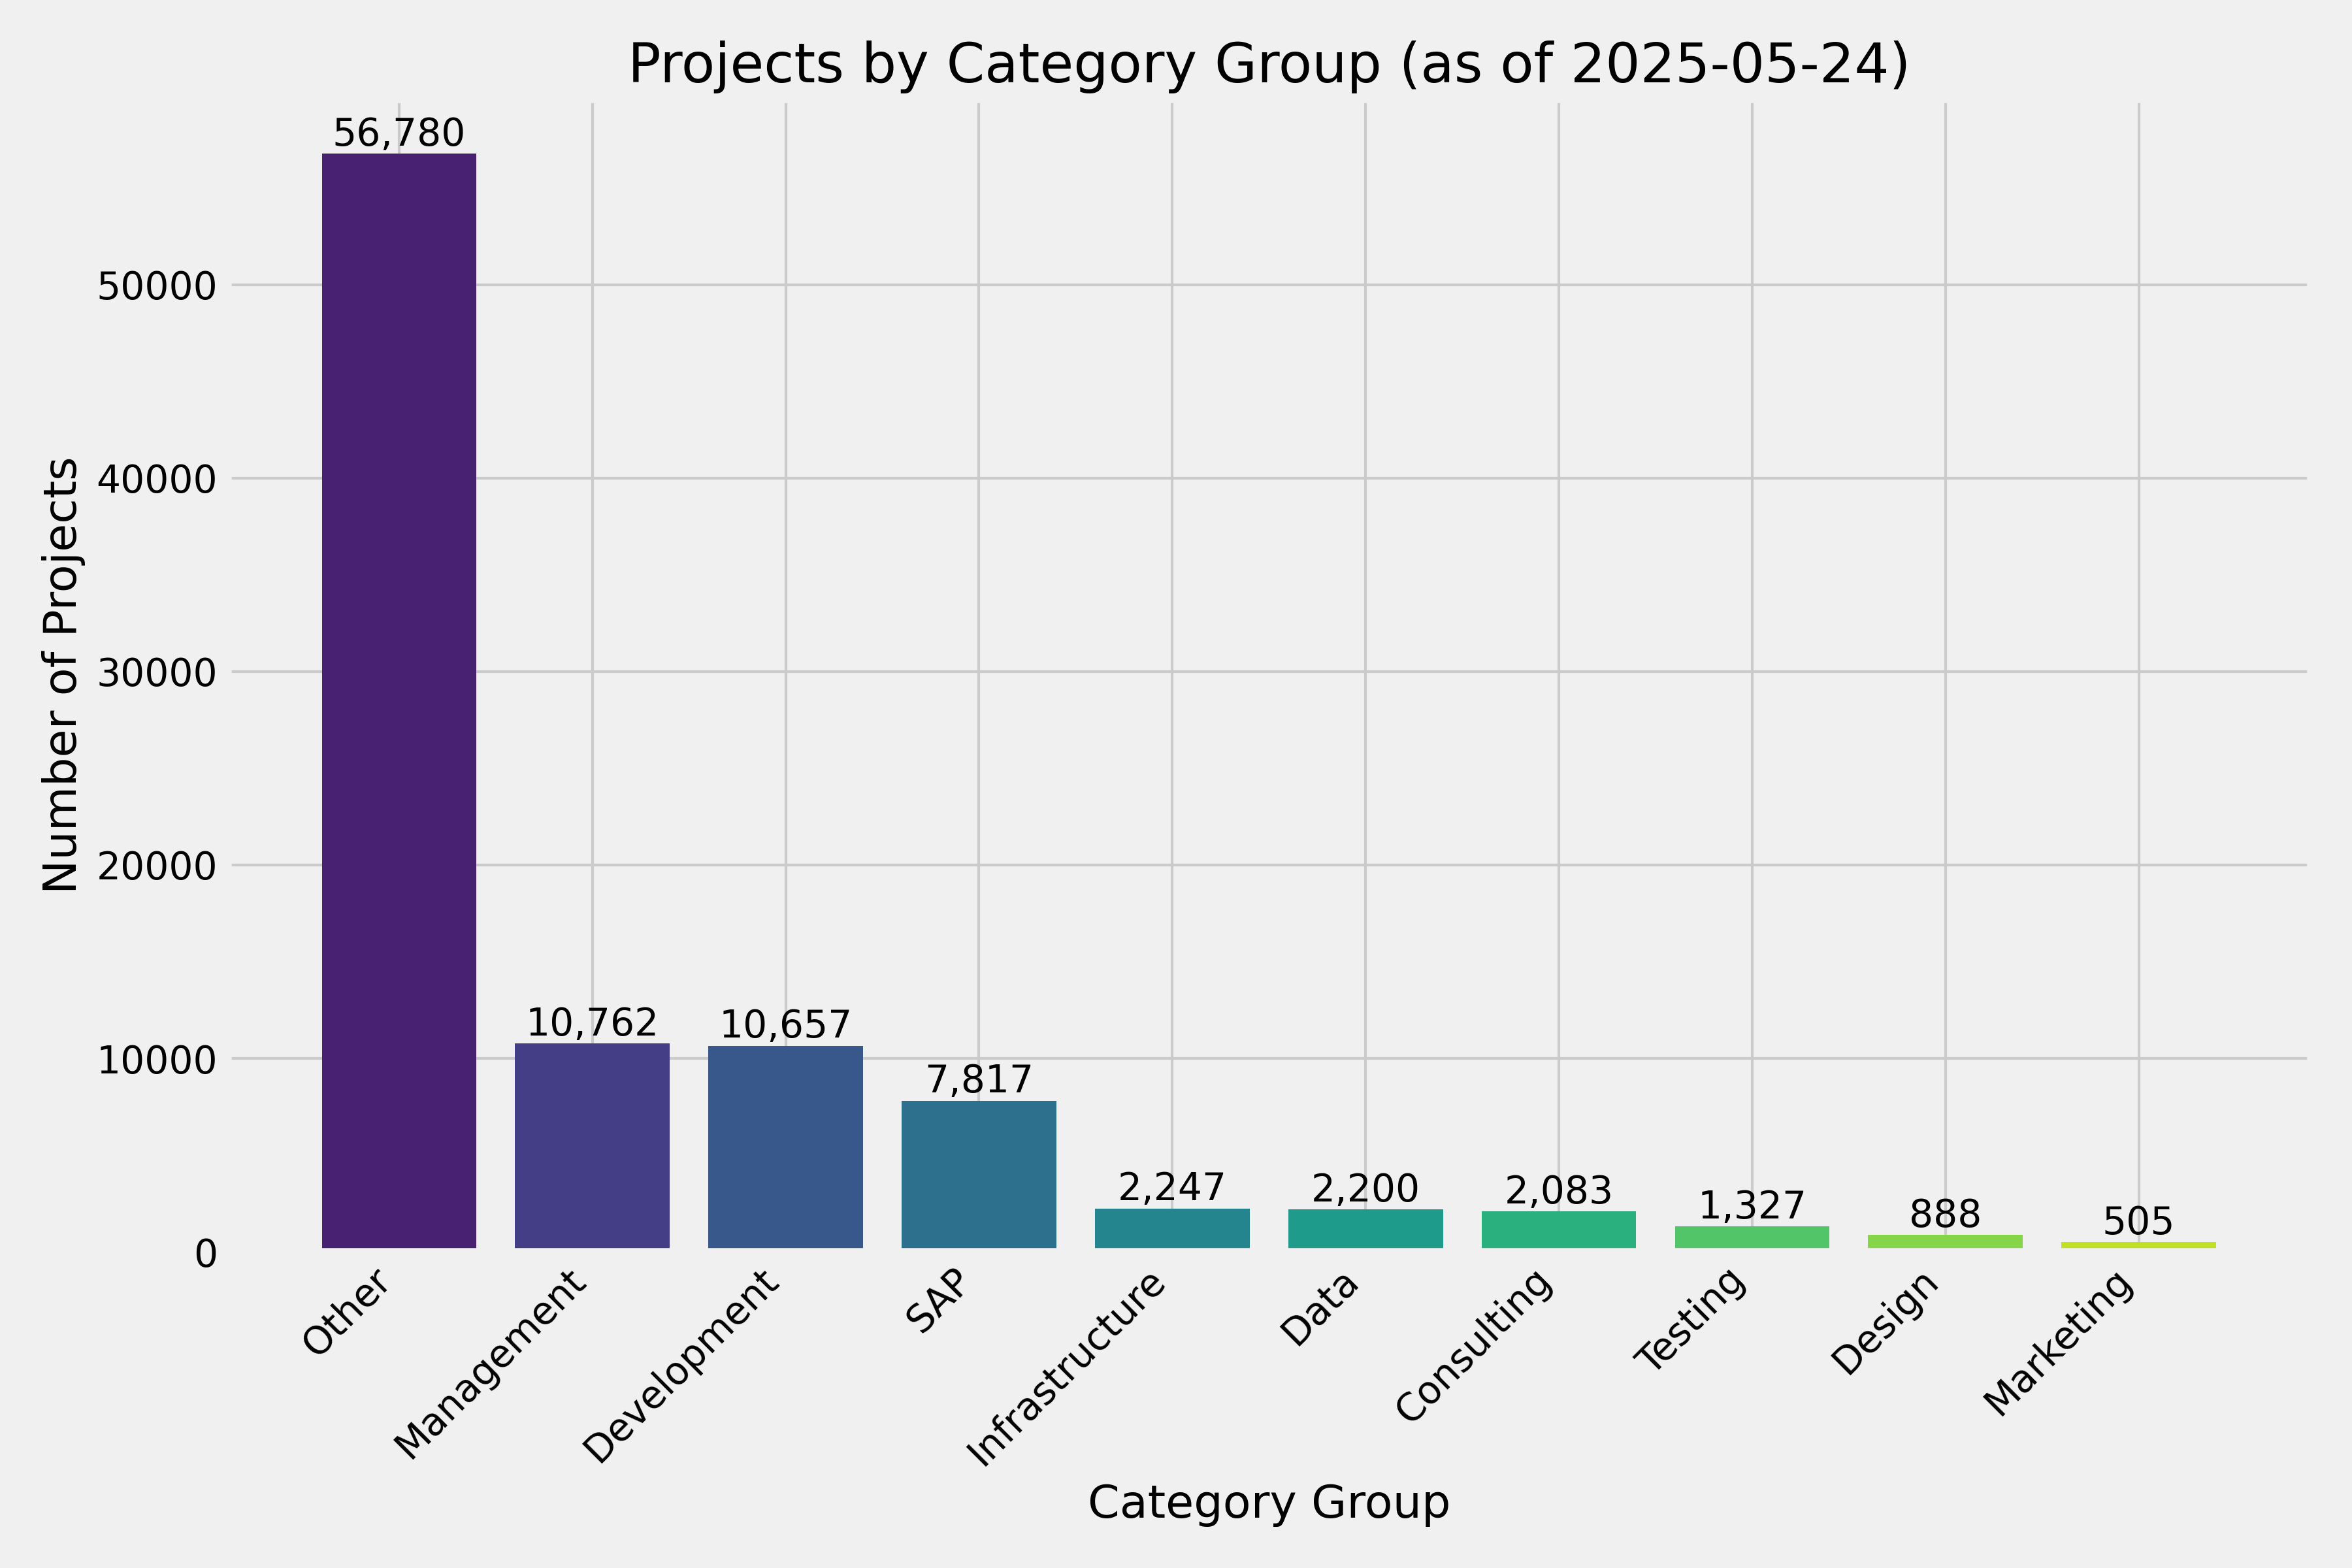 Projects by Category Group (as of 2025-05-24)
Number of Projects
50000
40000
30000
20000
10000
0
56,780
10,762
10,657
7,817
2,247
2,200
2,083
1,327
888
505
Other
Management
Development
SAP
Infrastructure
Data
Consulting
Testing
Design
Marketing
Category Group